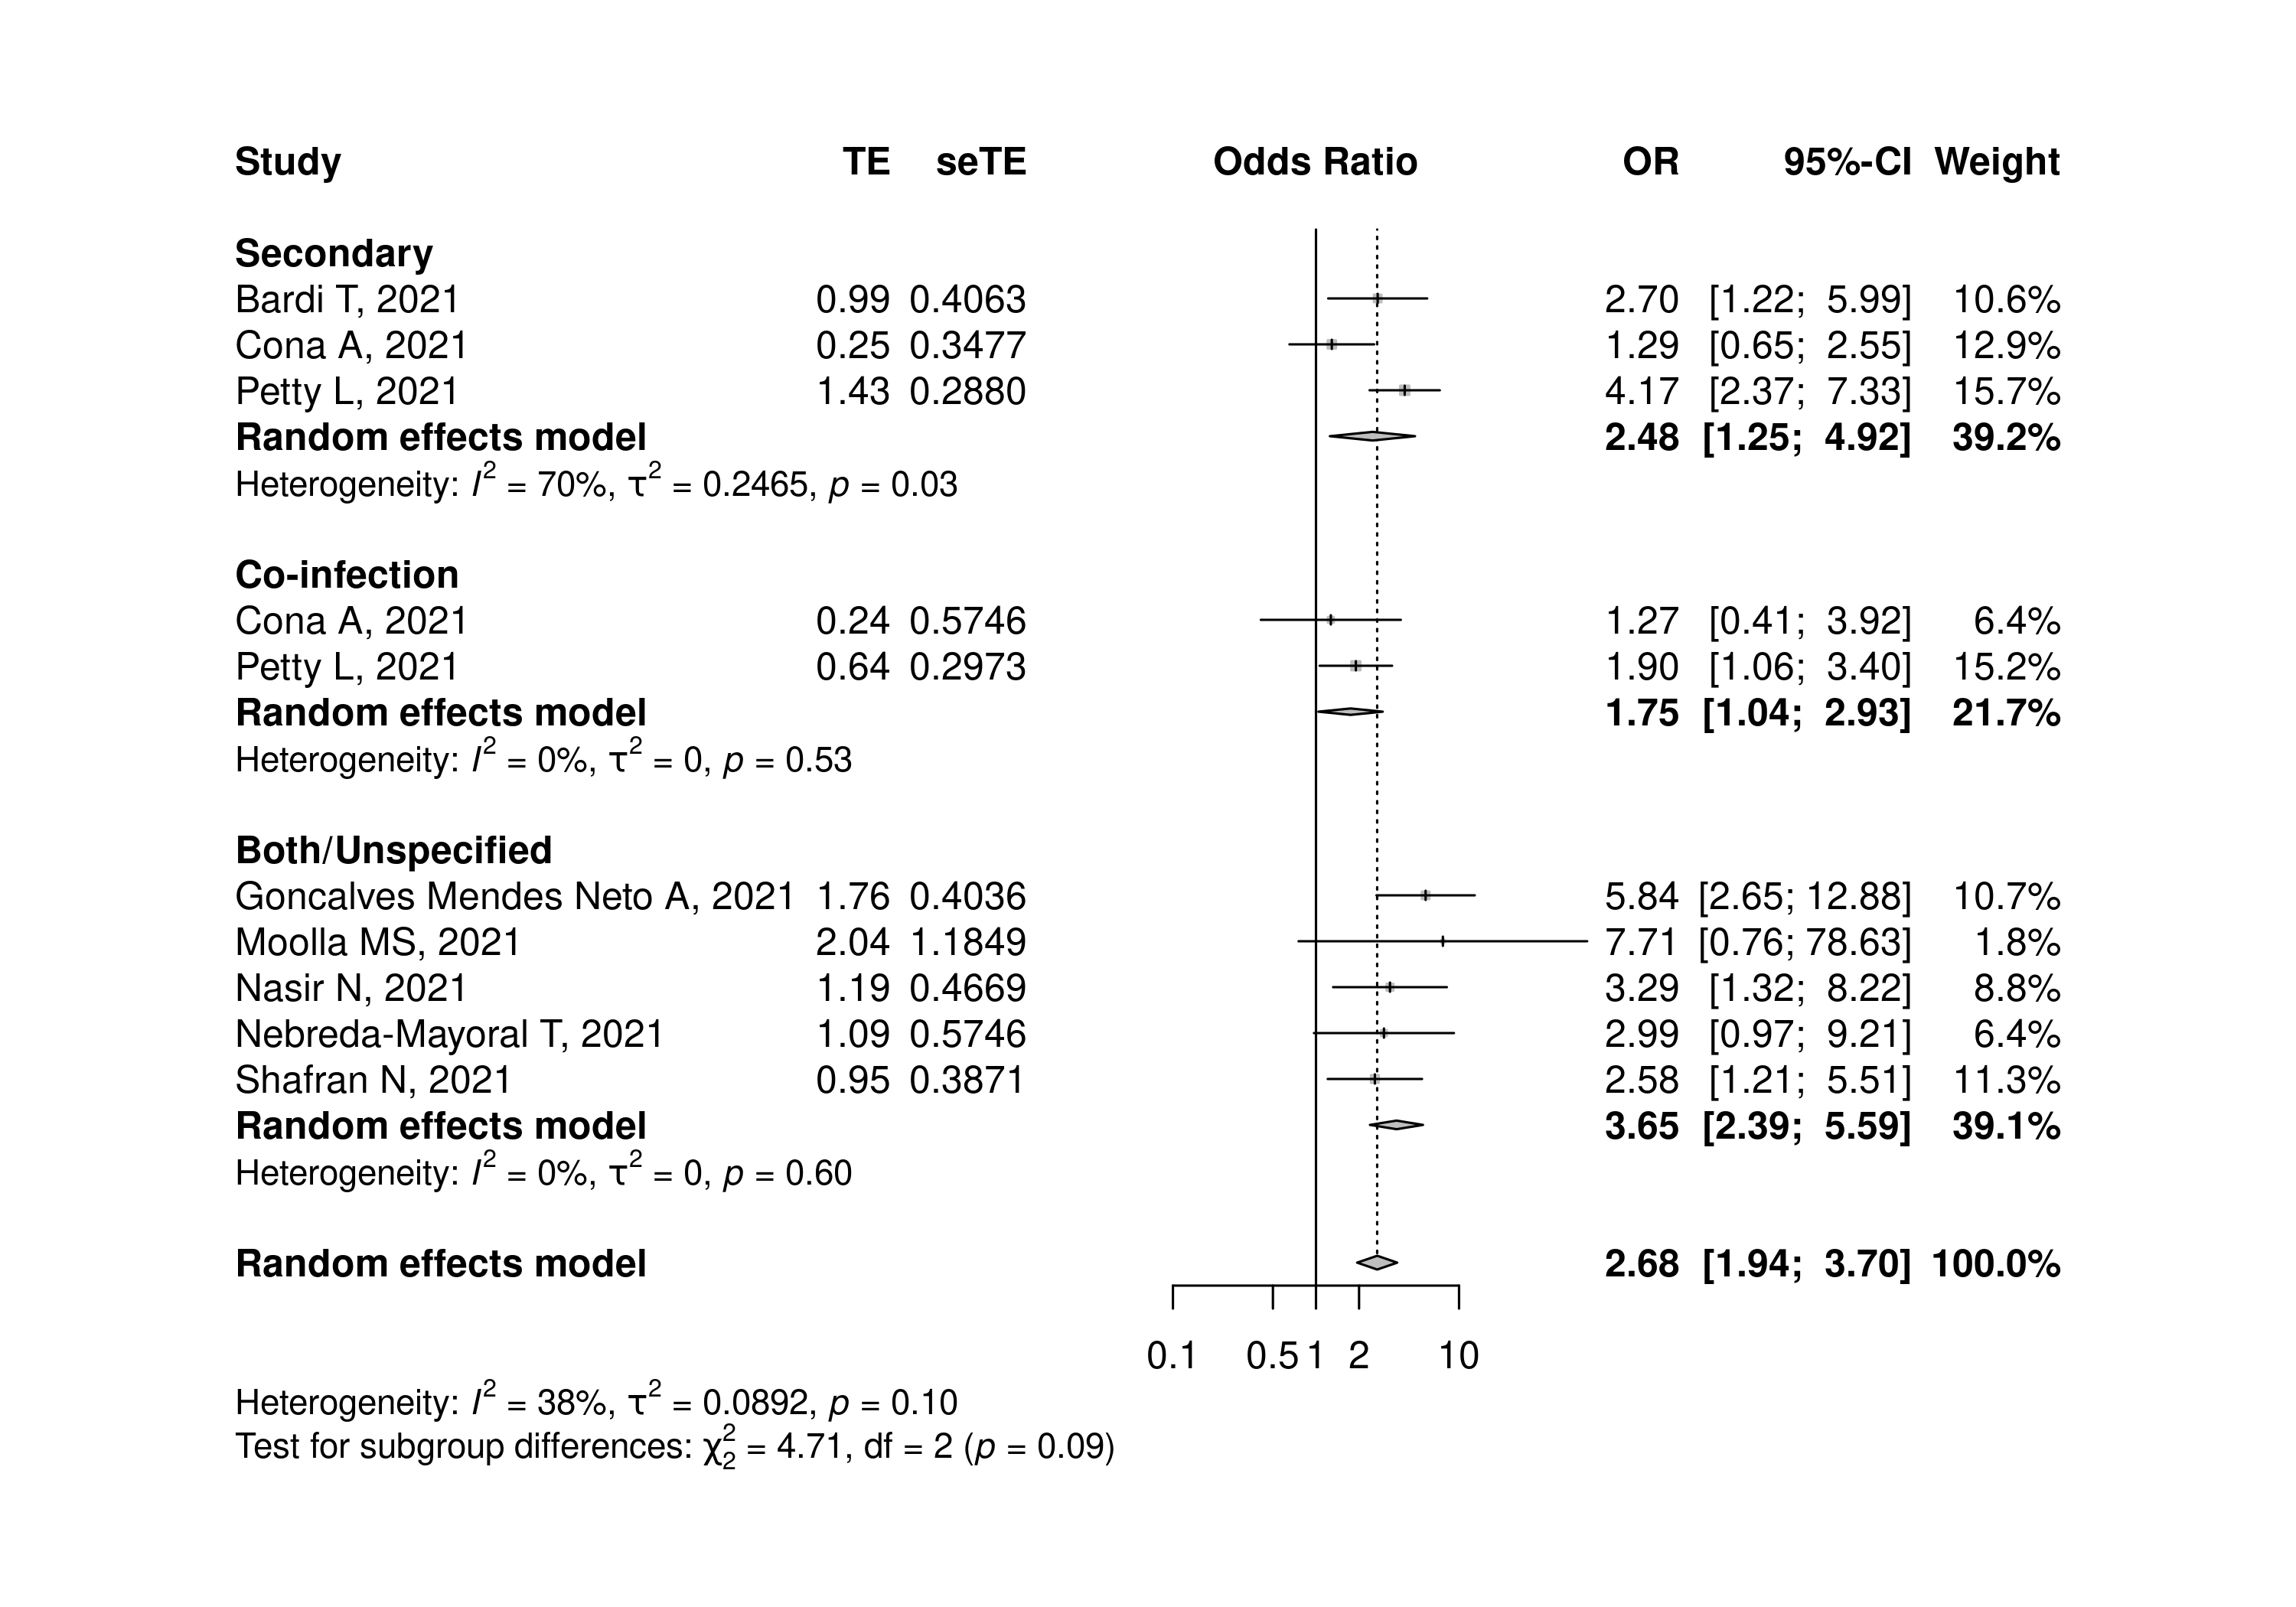 Study TE seTE Odds Ratio OR 95%-CI Weight
Secondary
Bardi T, 2021 0.99 0.4063 2.70 [1.22; 5.99] 10.6%
Cona A, 2021 0.25 0.3477 1.29 [0.65; 2.55] 12.9%
Petty L, 2021 1.43 0.2880 4.17 [2.37; 7.33] 15.7%
Random effects model 2.48 [1.25; 4.92] 39.2%
Heterogeneity: I² = 70%, τ² = 0.2465, p = 0.03
Co-infection
Cona A, 2021 0.24 0.5746 1.27 [0.41; 3.92] 6.4%
Petty L, 2021 0.64 0.2973 1.90 [1.06; 3.40] 15.2%
Random effects model 1.75 [1.04; 2.93] 21.7%
Heterogeneity: I² = 0%, τ² = 0, p = 0.53
Both/Unspecified
Goncalves Mendes Neto A, 2021 1.76 0.4036 5.84 [2.65; 12.88] 10.7%
Moolla MS, 2021 2.04 1.1849 7.71 [0.76; 78.63] 1.8%
Nasir N, 2021 1.19 0.4669 3.29 [1.32; 8.22] 8.8%
Nebreda-Mayoral T, 2021 1.09 0.5746 2.99 [0.97; 9.21] 6.4%
Shafran N, 2021 0.95 0.3871 2.58 [1.21; 5.51] 11.3%
Random effects model 3.65 [2.39; 5.59] 39.1%
Heterogeneity: I² = 0%, τ² = 0, p = 0.60
Random effects model 2.68 [1.94; 3.70] 100.0%
0.1 0.5 1 2 10
Heterogeneity: I² = 38%, τ² = 0.0892, p = 0.10
Test for subgroup differences: χ²₂ = 4.71, df = 2 (p = 0.09)